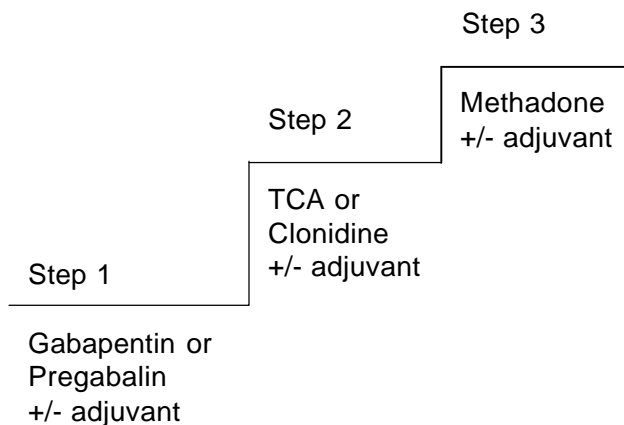 Step 3
Methadone
+/- adjuvant
Step 2
TCA or
Clonidine
+/- adjuvant
Step 1
Gabapentin or
Pregabalin
+/- adjuvant